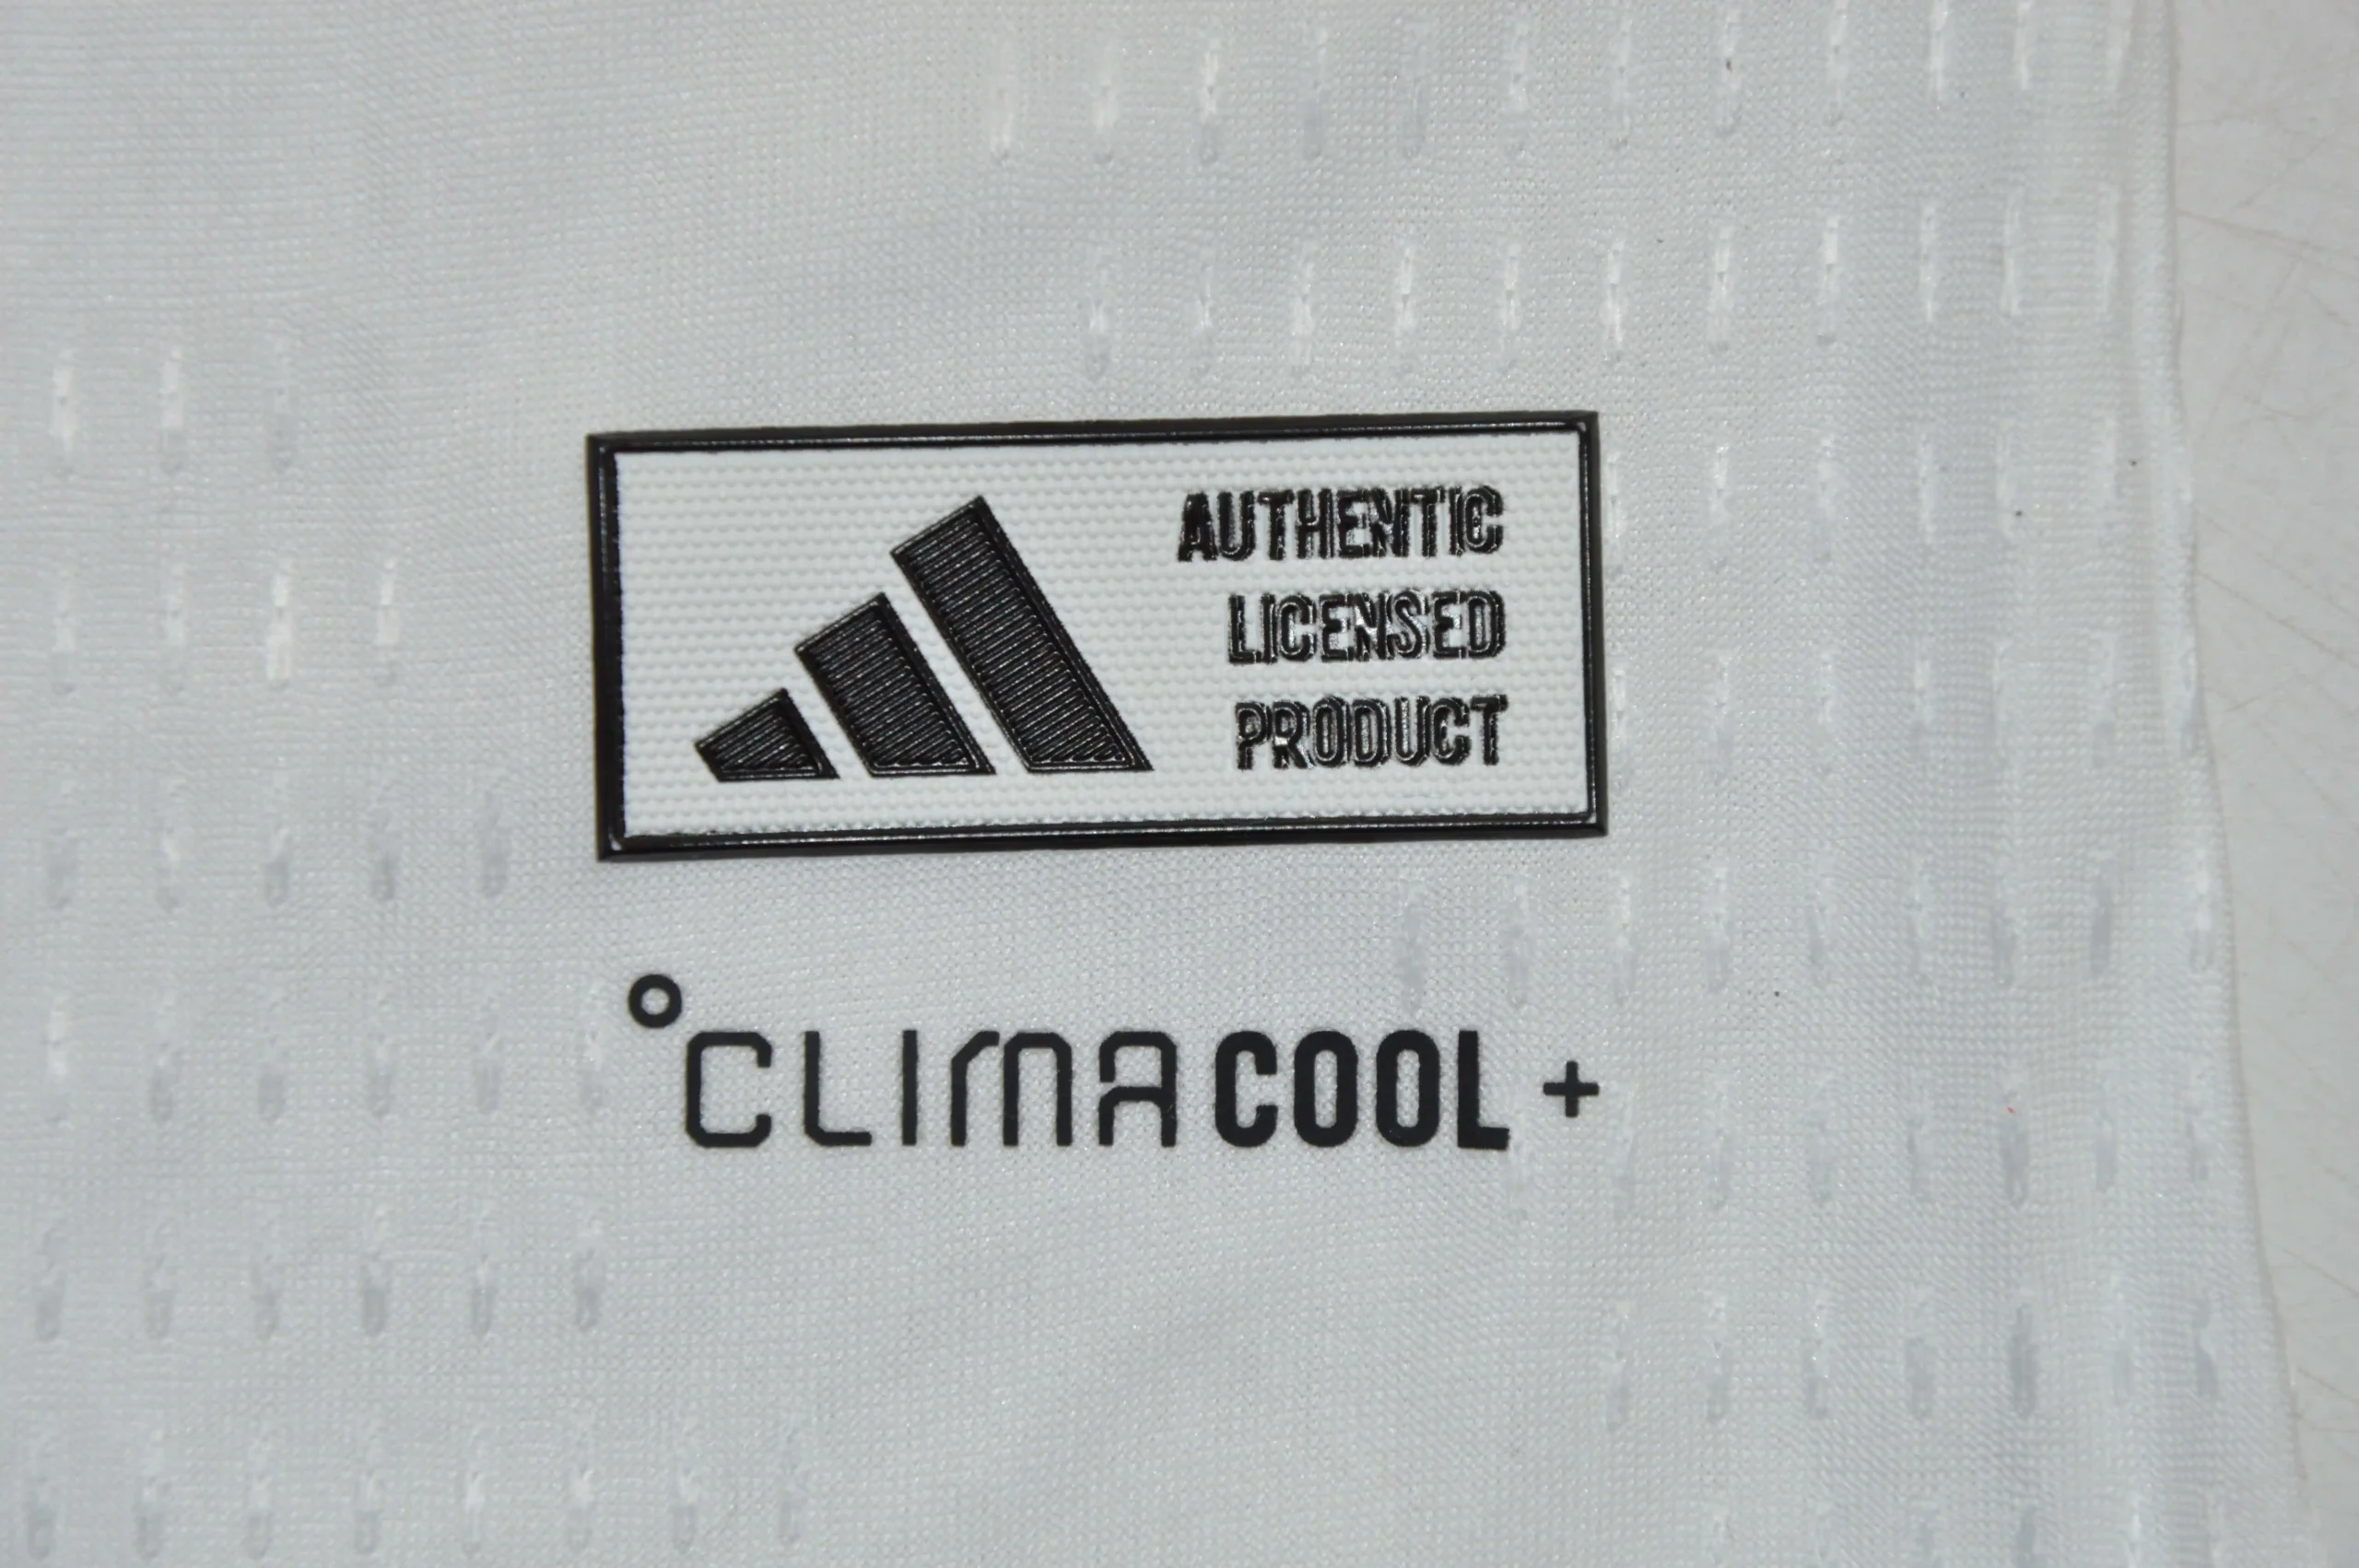 AUTHENTIC
LICENSED
PRODUCT
°CLIMACOOL+